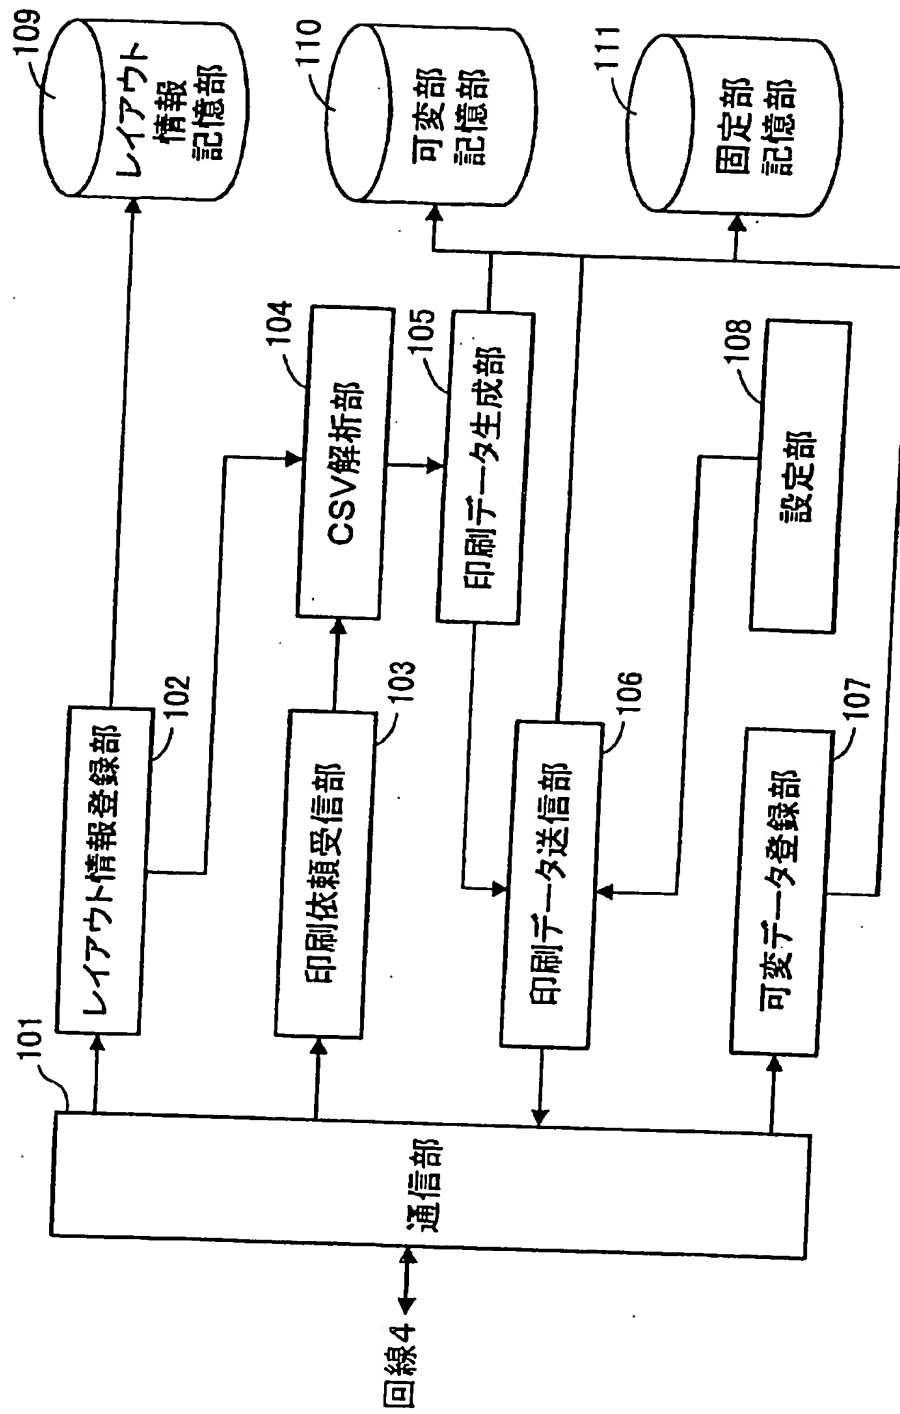 回線4
101
通信部
レイアウト情報登録部
102
印刷依頼受信部
103
印刷データ送信部
106
可変データ登録部
107
104
CSV解析部
105
印刷データ生成部
108
設定部
109
レイアウト
情報
記憶部
110
可変部
記憶部
111
固定部
記憶部